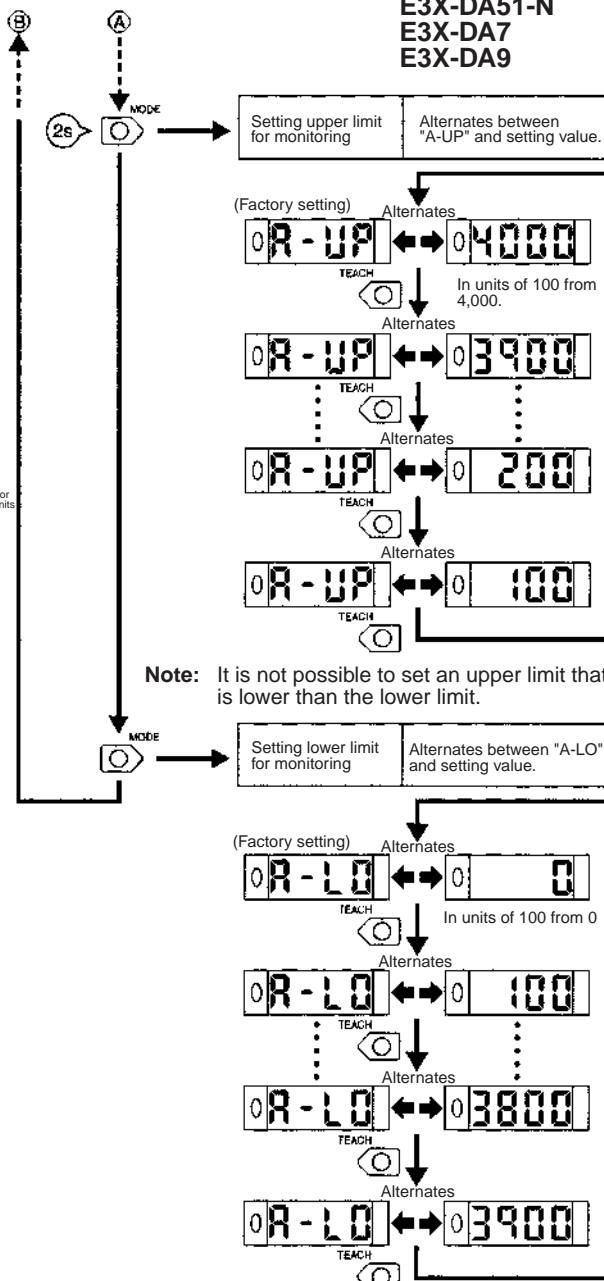 E3X-DA51-N
E3X-DA7
E3X-DA9
B
A
MODE
2s
Setting upper limit
for monitoring
Alternates between
"A-UP" and setting value.
(Factory setting)
Alternates
0 A-UP 0 4000
TEACH
In units of 100 from
4,000.
Alternates
0 A-UP 0 3900
TEACH
Alternates
0 A-UP 0 200
or
nits
TEACH
Alternates
0 A-UP 0 100
TEACH
Note: It is not possible to set an upper limit that
is lower than the lower limit.
MODE
Setting lower limit
for monitoring
Alternates between "A-LO"
and setting value.
(Factory setting)
Alternates
0 A-LO 0 0
TEACH
In units of 100 from 0
Alternates
0 A-LO 0 100
TEACH
Alternates
0 A-LO 0 3800
TEACH
Alternates
0 A-LO 0 3900
TEACH